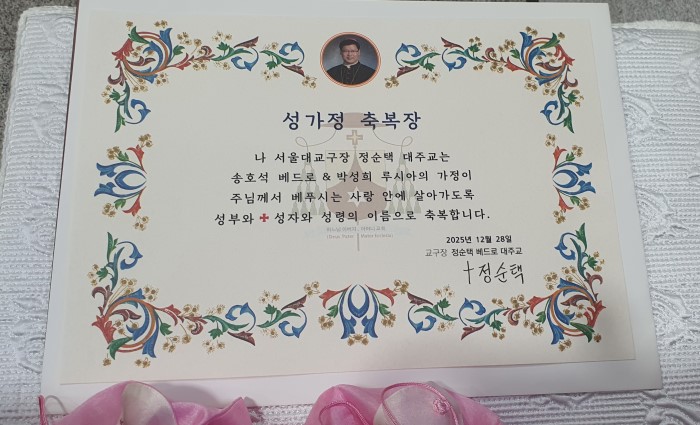 성가정 축복장
나 서울대교구장 정순택 대주교는
송호석 베드로 & 박성희 루시아의 가정이
주님께서 베푸시는 사랑 안에 살아가도록
성부와 ✚ 성자와 성령의 이름으로 축복합니다.
2025년 12월 28일
교구장 정순택 베드로 대주교
† 정순택